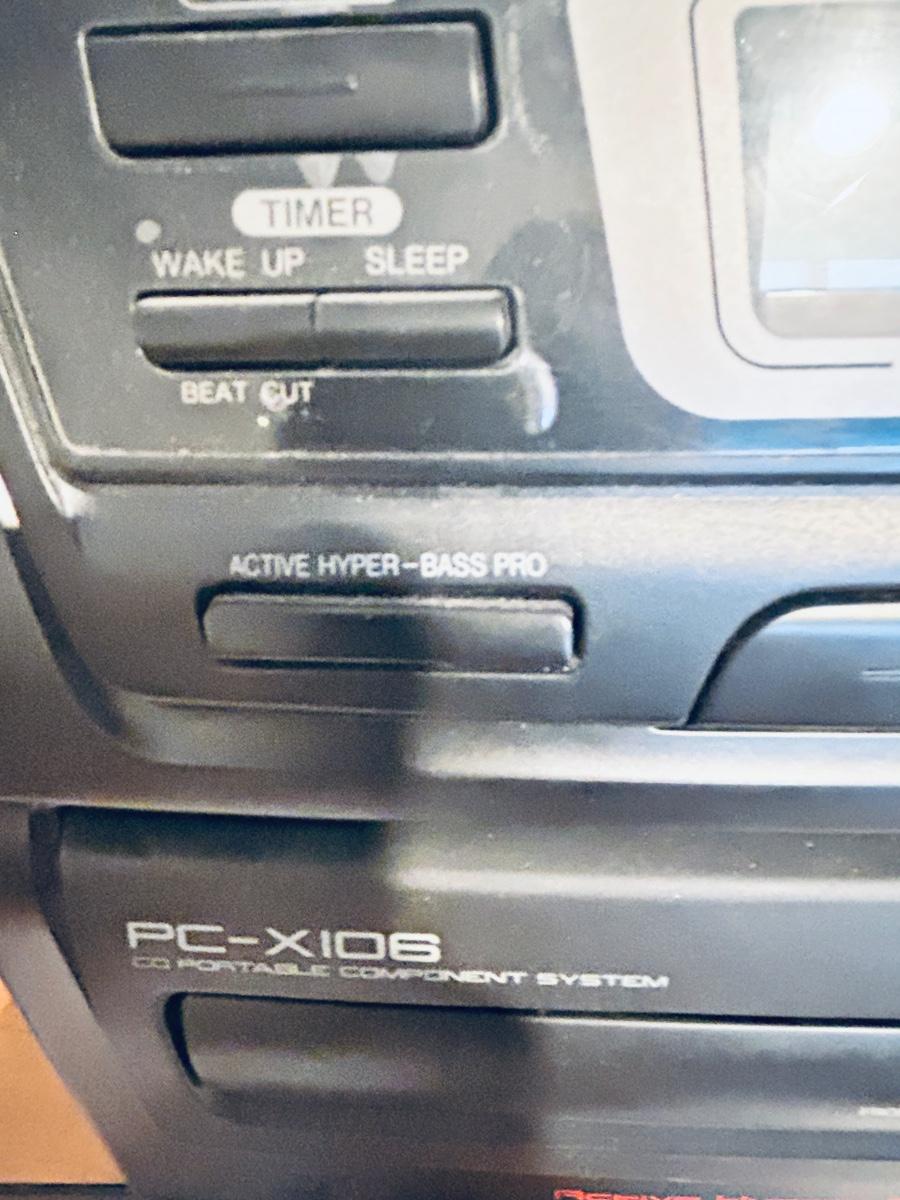 TIMER
WAKE UP SLEEP
BEAT CUT
ACTIVE HYPER-BASS PRO
PC-X106
CD PORTABLE COMPONENT SYSTEM